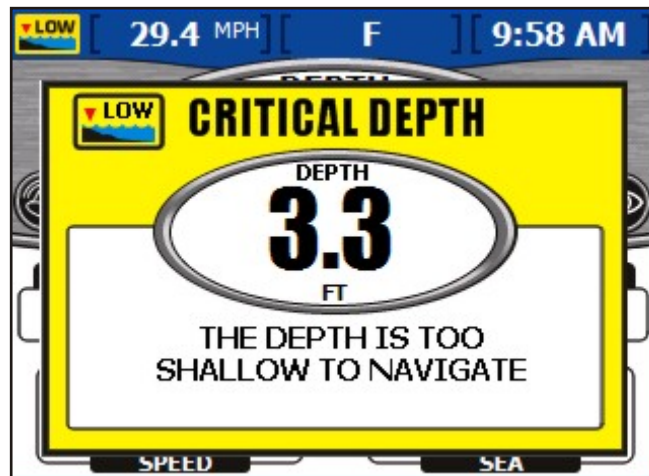 LOW 29.4 MPH F 9:58 AM
DEPTH
LOW CRITICAL DEPTH
DEPTH
3.3
FT
THE DEPTH IS TOO
SHALLOW TO NAVIGATE
SPEED SEA